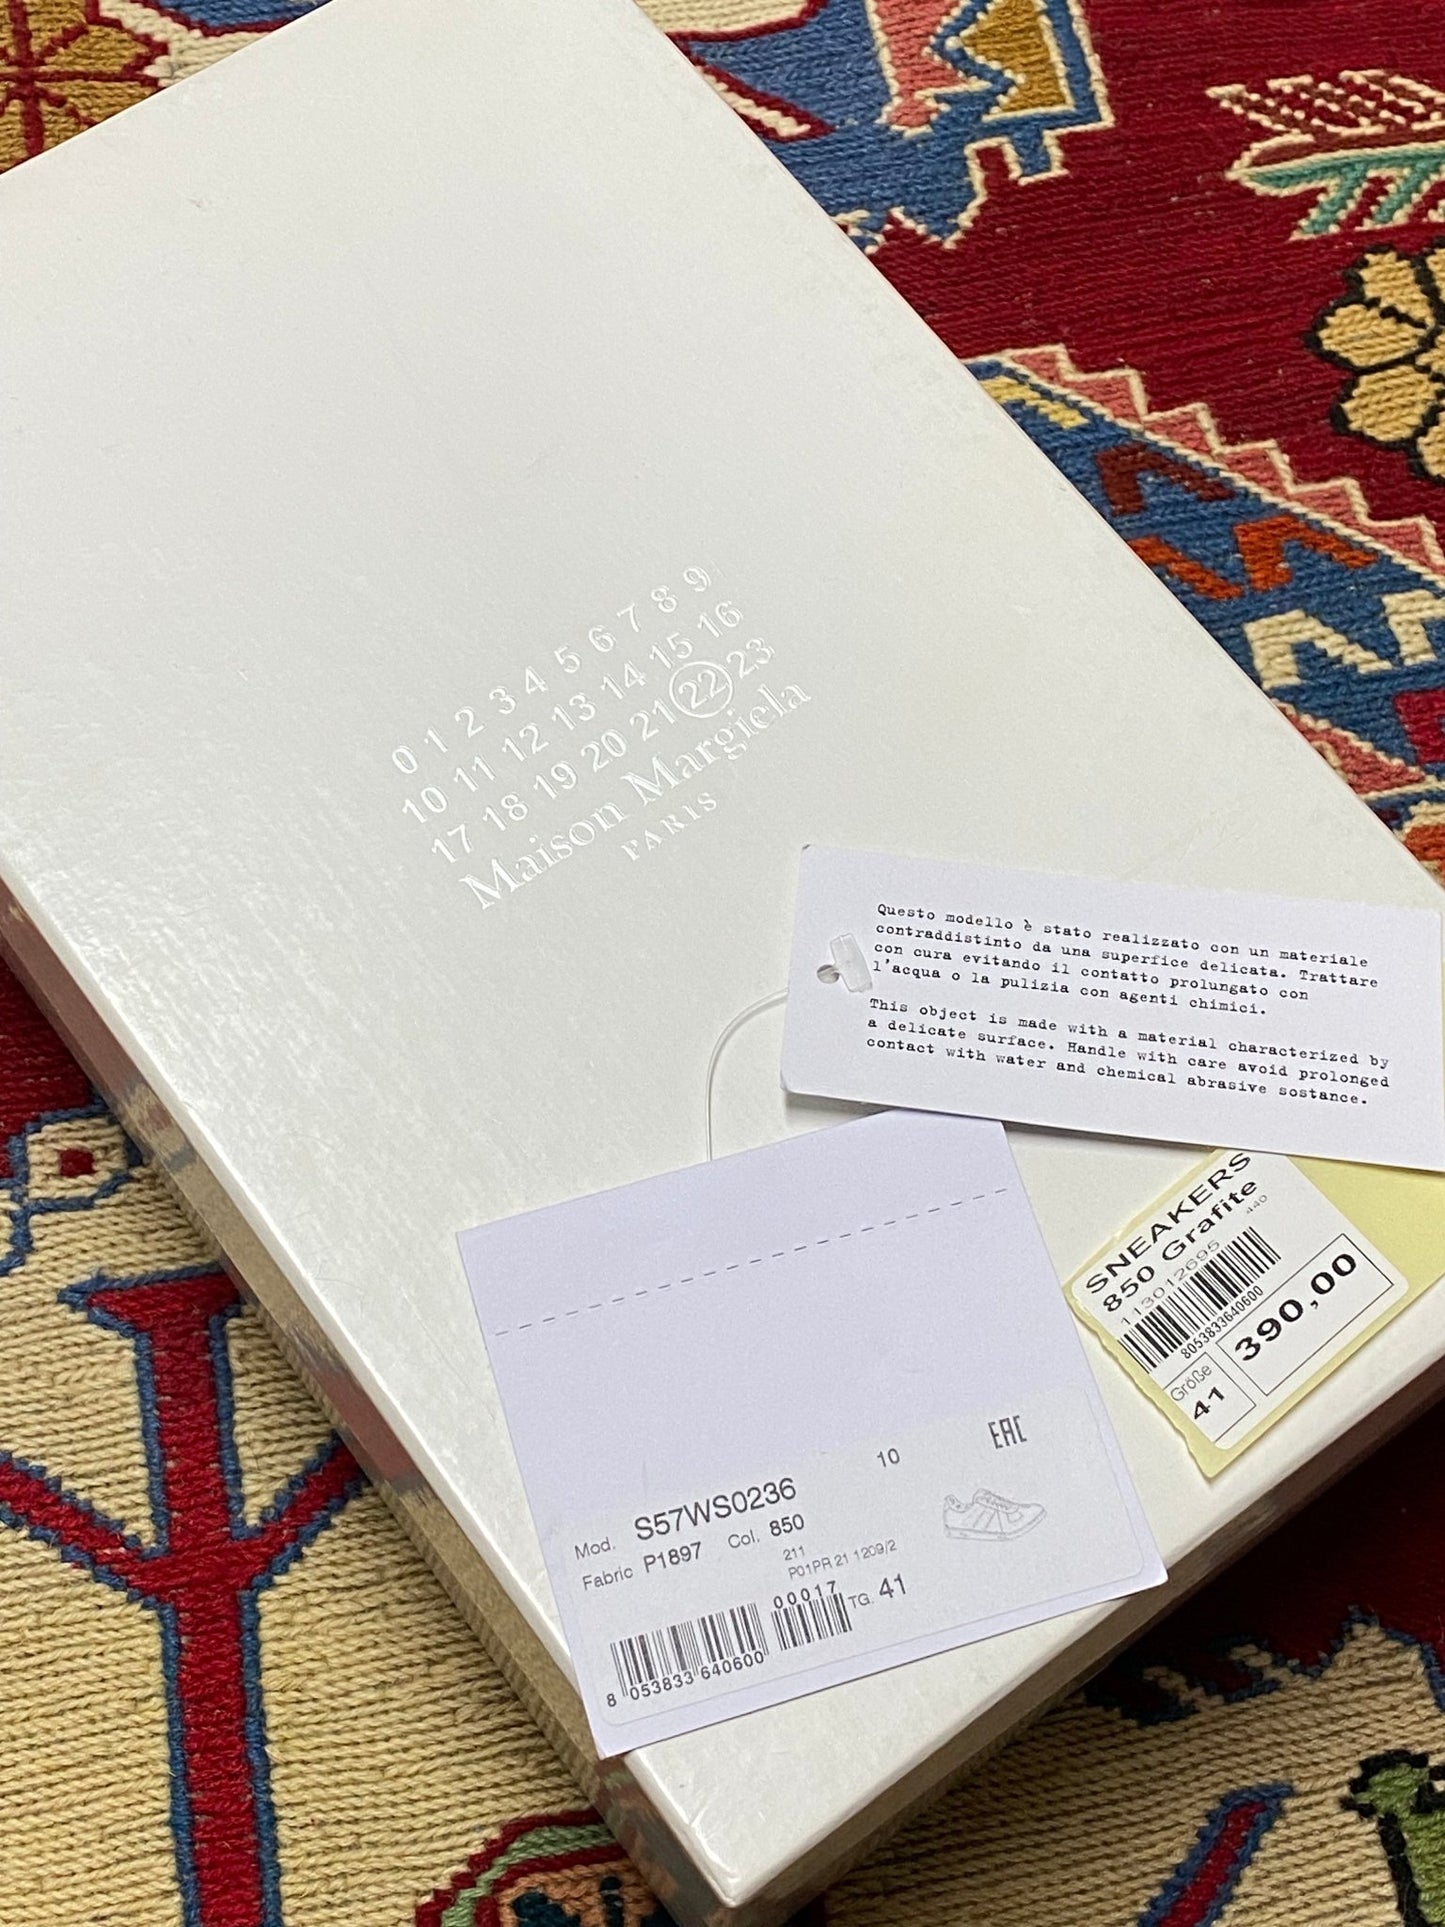 0 1 2 3 4 5 6 7 8 9
10 11 12 13 14 15 16
17 18 19 20 21 22 23
Maison Margiela
PARIS
Questo modello è stato realizzato con un materiale
contraddistinto da una superfice delicata. Trattare
con cura evitando il contatto prolungato con
l'acqua o la pulizia con agenti chimici.
This object is made with a material characterized by
a delicate surface. Handle with care avoid prolonged
contact with water and chemical abrasive sostance.
SNEAKERS
850 Grafite
11301 2695 440
8053833640600
Größe
41
390,00
10 EAC
Mod. S57WS0236
Fabric P1897 Col. 850
211
P01PR 21 1209/2
00017 TG. 41
8 053833 640600